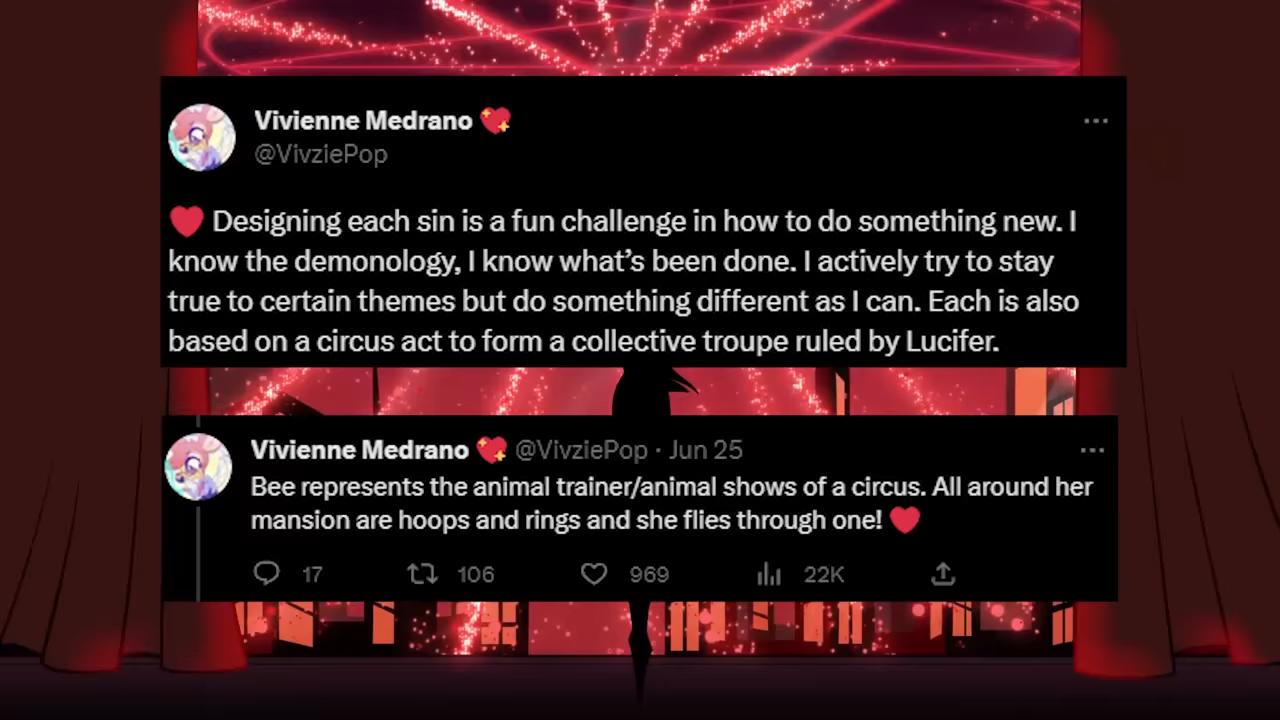 Vivienne Medrano 💖
@VivziePop
❤️ Designing each sin is a fun challenge in how to do something new. I
know the demonology, I know what’s been done. I actively try to stay
true to certain themes but do something different as I can. Each is also
based on a circus act to form a collective troupe ruled by Lucifer.
Vivienne Medrano 💖 @VivziePop · Jun 25
Bee represents the animal trainer/animal shows of a circus. All around her
mansion are hoops and rings and she flies through one! ❤️
17 106 969 22K